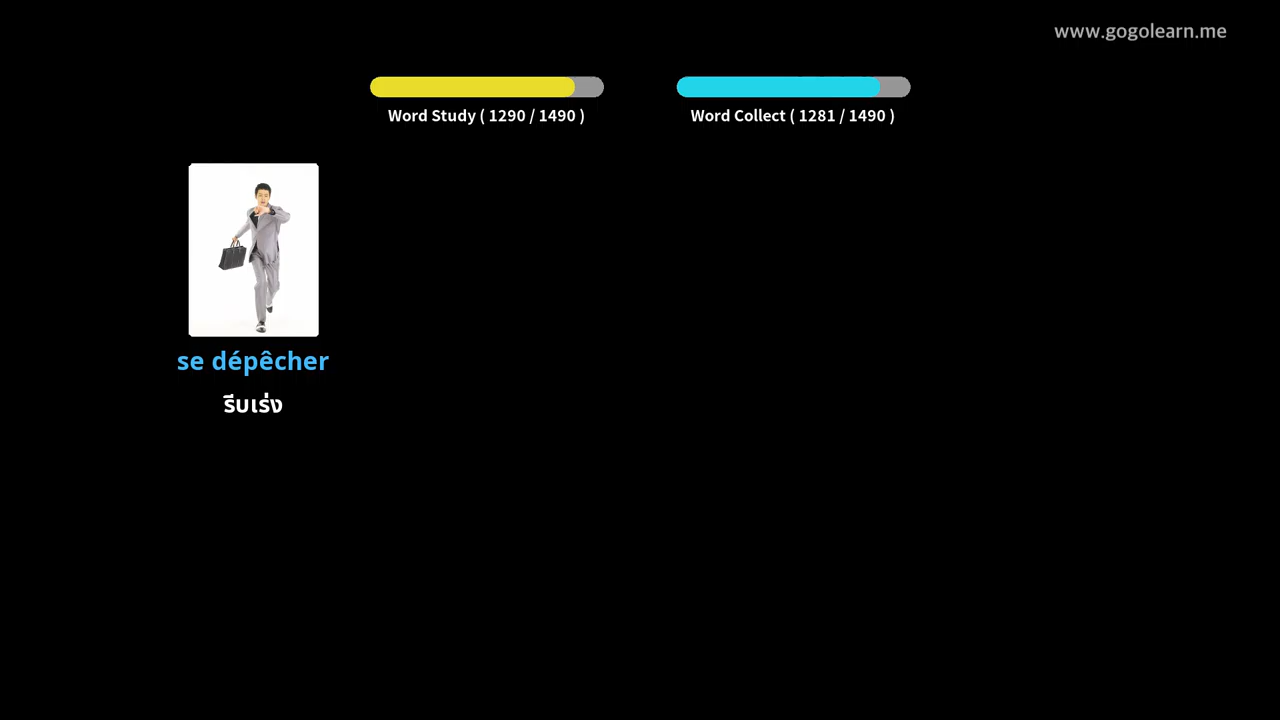 www.gogolearn.me
Word Study ( 1290 / 1490 )
Word Collect ( 1281 / 1490 )
se dépêcher
รีบเร่ง